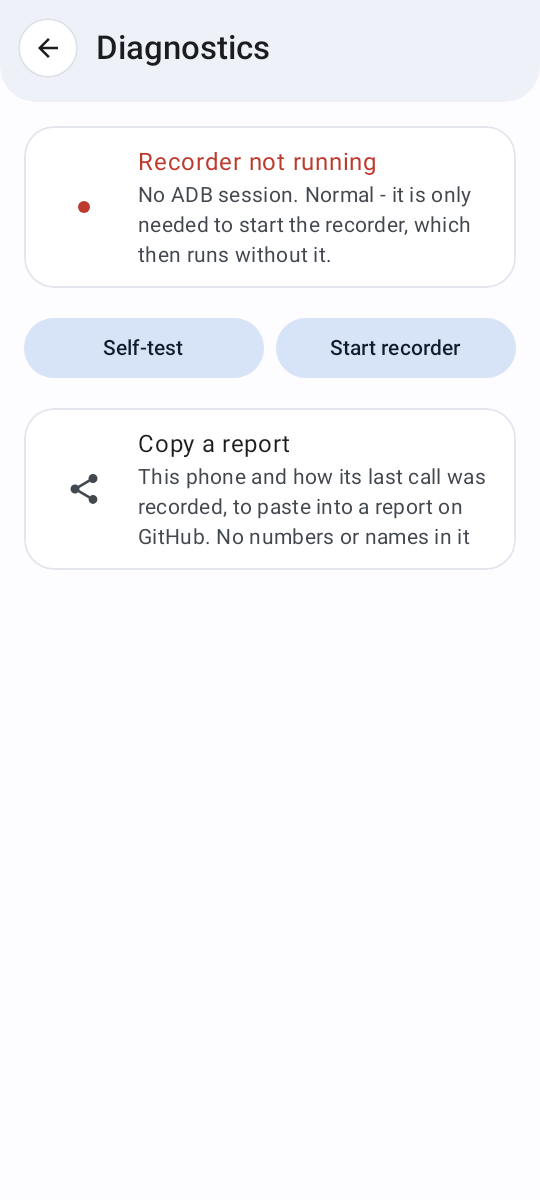 Diagnostics
Recorder not running
No ADB session. Normal - it is only
needed to start the recorder, which
then runs without it.
Self-test
Start recorder
Copy a report
This phone and how its last call was
recorded, to paste into a report on
GitHub. No numbers or names in it